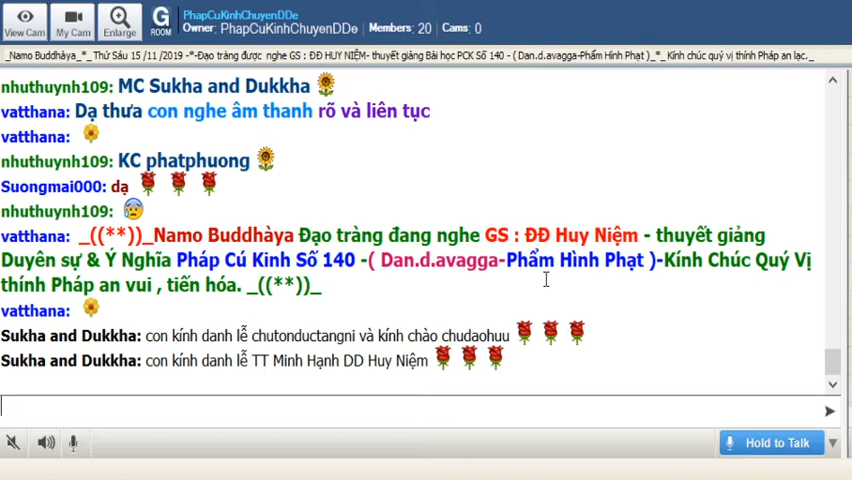 View Cam
My Cam
Enlarge
G
ROOM
PhapCuKinhChuyenDDe
Owner: PhapCuKinhChuyenDDe Members: 20 Cams: 0
_Namo Buddhàya_*_ Thứ Sáu 15 /11 /2019 -*-Đạo tràng được nghe GS : ĐĐ HUY NIỆM- thuyết giảng Bài học PCK Số 140 - ( Dan.d.avagga-Phẩm Hình Phạt )_*_ Kính chúc quý vị thính Pháp an lạc._
nhuthuynh109: MC Sukha and Dukkha
vatthana: Dạ thưa con nghe âm thanh rõ và liên tục
vatthana:
nhuthuynh109: KC phatphuong
Suongmai000: dạ
nhuthuynh109:
vatthana: _((**))_Namo Buddhàya Đạo tràng đang nghe GS : ĐĐ Huy Niệm - thuyết giảng
Duyên sự & Ý Nghĩa Pháp Cú Kinh Số 140 -( Dan.d.avagga-Phẩm Hình Phạt )-Kính Chúc Quý Vị
thính Pháp an vui , tiến hóa. _((**))_
vatthana:
Sukha and Dukkha: con kính danh lễ chutonductangni và kính chào chudaohuu
Sukha and Dukkha: con kính danh lễ TT Minh Hạnh DD Huy Niệm
Hold to Talk